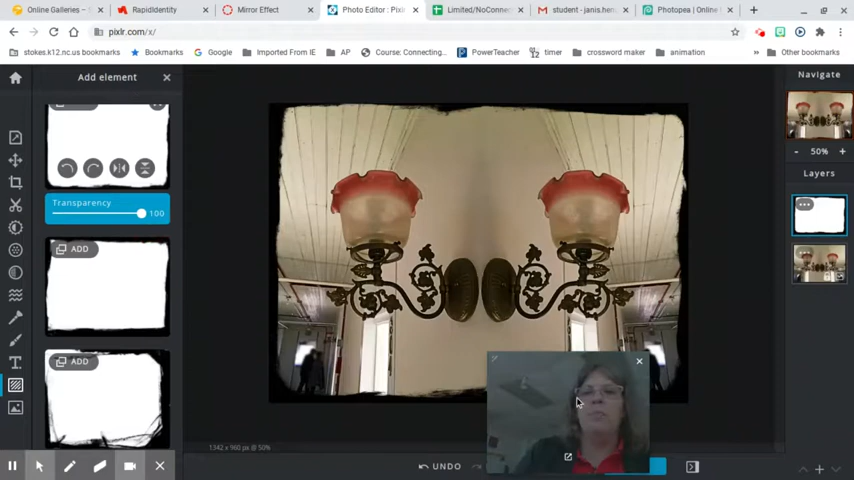 Online Galleries –
RapidIdentity
Mirror Effect
Photo Editor : Pixlr
Limited/NoConnec
student - janis.hen
Photopea | Online
pixlr.com/x/
stokes.k12.nc.us bookmarks
Bookmarks
Google
Imported From IE
AP
Course: Connecting...
PowerTeacher
timer
crossword maker
animation
Other bookmarks
Add element
Navigate
- 50% +
Layers
Transparency
100
ADD
ADD
1342 x 960 px @ 50%
UNDO